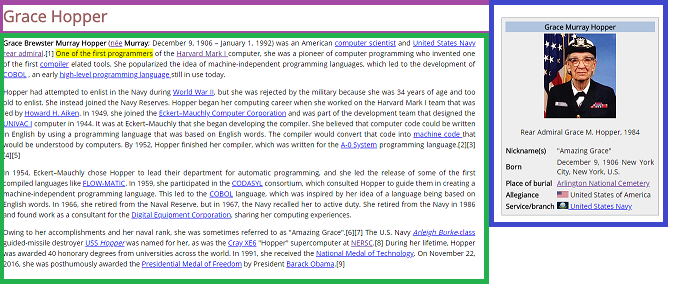 Grace Hopper
Grace Brewster Murray Hopper (née Murray: December 9, 1906 – January 1, 1992) was an American computer scientist and United States Navy
rear admiral.[1] One of the first programmers of the Harvard Mark I computer, she was a pioneer of computer programming who invented one
of the first compiler elated tools. She popularized the idea of machine-independent programming languages, which led to the development of
COBOL , an early high-level programming language still in use today.
Hopper had attempted to enlist in the Navy during World War II, but she was rejected by the military because she was 34 years of age and too
old to enlist. She instead joined the Navy Reserves. Hopper began her computing career when she worked on the Harvard Mark I team that was
led by Howard H. Aiken. In 1949, she joined the Eckert–Mauchly Computer Corporation and was part of the development team that designed the
UNIVAC I computer in 1944. It was at Eckert–Mauchly that she began developing the compiler. She believed that computer code could be written
in English by using a programming language that was based on English words. The compiler would convert that code into machine code that
would be understood by computers. By 1952, Hopper finished her compiler, which was written for the A-0 System programming language.[2][3]
[4][5]
In 1954, Eckert–Mauchly chose Hopper to lead their department for automatic programming, and she led the release of some of the first
compiled languages like FLOW-MATIC. In 1959, she participated in the CODASYL consortium, which consulted Hopper to guide them in creating a
machine-independent programming language. This led to the COBOL language, which was inspired by her idea of a language being based on
English words. In 1966, she retired from the Naval Reserve, but in 1967, the Navy recalled her to active duty. She retired from the Navy in 1986
and found work as a consultant for the Digital Equipment Corporation, sharing her computing experiences.
Owing to her accomplishments and her naval rank, she was sometimes referred to as "Amazing Grace".[6][7] The U.S. Navy Arleigh Burke-class
guided-missile destroyer USS Hopper was named for her, as was the Cray XE6 "Hopper" supercomputer at NERSC.[8] During her lifetime, Hopper
was awarded 40 honorary degrees from universities across the world. In 1991, she received the National Medal of Technology. On November 22,
2016, she was posthumously awarded the Presidential Medal of Freedom by President Barack Obama.[9]
Grace Murray Hopper
Rear Admiral Grace M. Hopper, 1984
Nickname(s) "Amazing Grace"
Born December 9, 1906 New York
City, New York, U.S.
Place of burial Arlington National Cemetery
Allegiance United States of America
Service/branch United States Navy